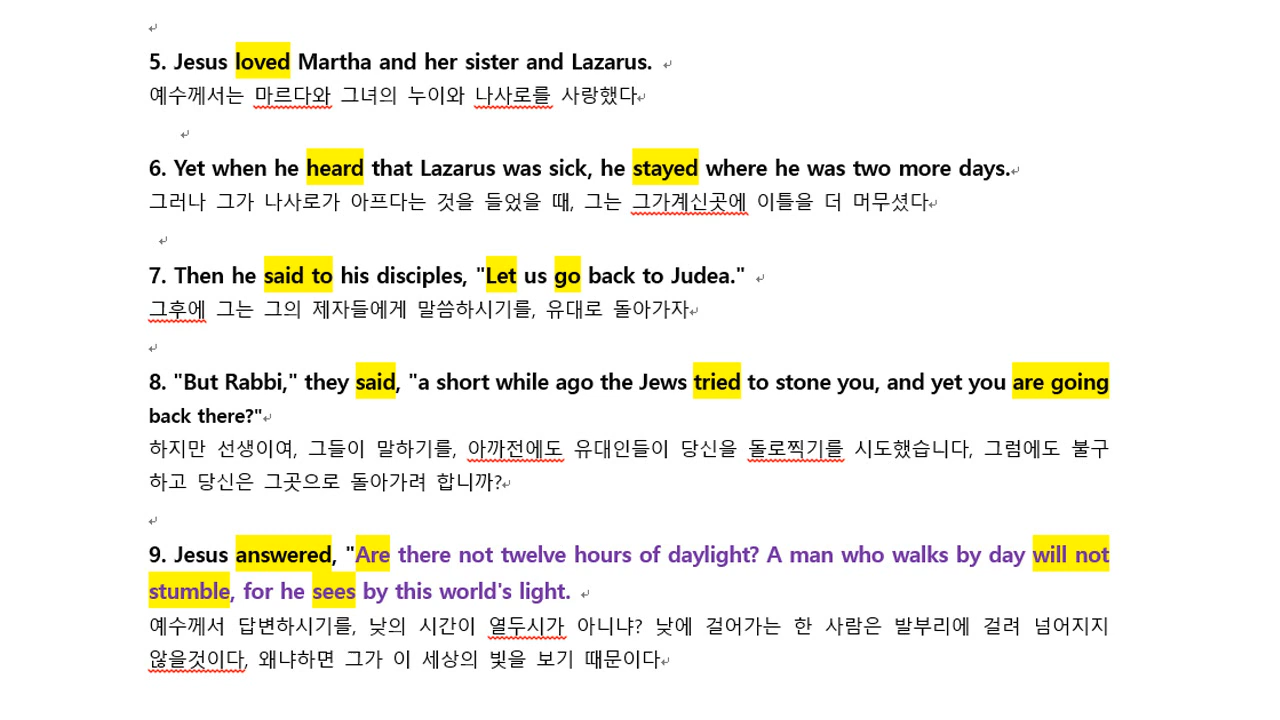 5. Jesus loved Martha and her sister and Lazarus.
예수께서는 마르다와 그녀의 누이와 나사로를 사랑했다
6. Yet when he heard that Lazarus was sick, he stayed where he was two more days.
그러나 그가 나사로가 아프다는 것을 들었을 때, 그는 그가계신곳에 이틀을 더 머무셨다
7. Then he said to his disciples, "Let us go back to Judea."
그후에 그는 그의 제자들에게 말씀하시기를, 유대로 돌아가자
8. "But Rabbi," they said, "a short while ago the Jews tried to stone you, and yet you are going
back there?"
하지만 선생이여, 그들이 말하기를, 아까전에도 유대인들이 당신을 돌로찍기를 시도했습니다, 그럼에도 불구
하고 당신은 그곳으로 돌아가려 합니까?
9. Jesus answered, "Are there not twelve hours of daylight? A man who walks by day will not
stumble, for he sees by this world's light.
예수께서 답변하시기를, 낮의 시간이 열두시가 아니냐? 낮에 걸어가는 한 사람은 발부리에 걸려 넘어지지
않을것이다, 왜냐하면 그가 이 세상의 빛을 보기 때문이다